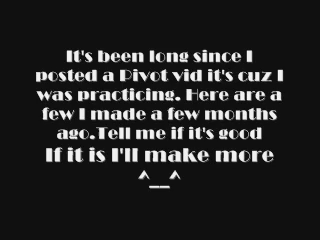 It's been long since I
posted a Pivot vid it's cuz I
was practicing. Here are a
few I made a few months
ago.Tell me if it's good
If it is I'll make more
^__^